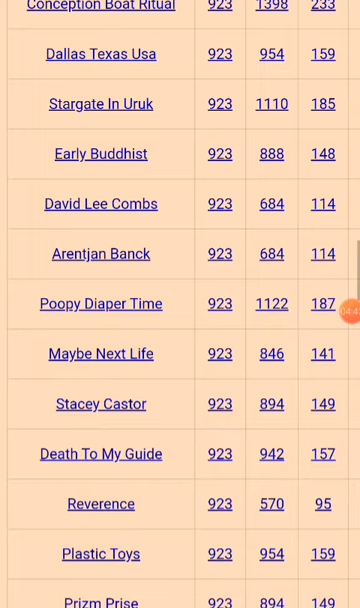 Conception Boat Ritual 923 1398 233
Dallas Texas Usa 923 954 159
Stargate In Uruk 923 1110 185
Early Buddhist 923 888 148
David Lee Combs 923 684 114
Arentjan Banck 923 684 114
Poopy Diaper Time 923 1122 187
Maybe Next Life 923 846 141
Stacey Castor 923 894 149
Death To My Guide 923 942 157
Reverence 923 570 95
Plastic Toys 923 954 159
Prizm Prise 923 894 149